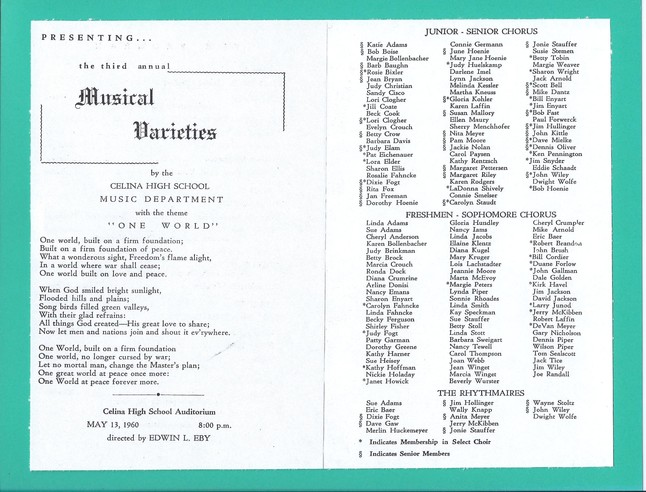 PRESENTING...
the third annual
Musical
Varieties
by the
CELINA HIGH SCHOOL
MUSIC DEPARTMENT
with the theme
"ONE WORLD"
One world, built on a firm foundation;
Built on a firm foundation of peace.
What a wonderous sight, Freedom's flame alight,
In a world where war shall cease;
One world built on love and peace.
When God smiled bright sunlight,
Flooded hills and plains;
Song birds filled green valleys,
With their glad refrains:
All things God created—His great love to share;
Now let men and nations join and shout it ev'rywhere.
One World, built on a firm foundation
One world, no longer cursed by war;
Let no mortal man, change the Master's plan;
One great world at peace once more:
One World at peace forever more.
Celina High School Auditorium
MAY 13, 1960 8:00 p.m.
directed by EDWIN L. EBY
JUNIOR - SENIOR CHORUS
§ Katie Adams
§ Bob Boise
Margie Bollenbacher
§ Barb Baughn
§*Rosie Bixler
§ Jean Bryan
Judy Christian
Sandy Cisco
Lori Clogher
*Jill Coate
Beck Cook
§*Lori Clogher
Evelyn Crouch
§ Betty Crow
Barbara Davis
§*Judy Elam
*Pat Eichenauer
*Lora Elder
Sharon Ellis
Rosalie Fahncke
§*Dixie Fogt
§ Rita Fox
§ Jan Freeman
§ Dorothy Hoenie
Connie Germann
§ June Hoenie
Mary Jane Hoenie
*Judy Huelskamp
Darlene Imel
Lynn Jackson
Melinda Kessler
Martha Kneuss
§*Gloria Kohler
Karen Laffin
§ Susan Mallory
Ellen Maury
Sherry Menchhofer
§ Nita Meyer
§ Pam Moore
§ Jackie Nolan
Carol Paysen
Kathy Rentzsch
§ Margaret Pettersen
§ Margaret Riley
Karen Rodgers
*LaDonna Shively
Connie Smelser
§*Carolyn Staudt
§ Jonie Stauffer
Susie Stemen
*Betty Tobin
Margie Weaver
*Sharon Wright
Jack Arnold
§*Scott Bell
§ Mike Dantz
*Bill Enyart
*Jim Enyart
§*Bob Fast
Paul Forwerck
§*Jim Hullinger
§ John Kittle
§*Dave Mielke
§*Dennis Oliver
*Ken Pennington
*Jim Snyder
Eddie Schaadt
§*John Wiley
Dwight Wolfe
*Bob Hoenie
FRESHMEN - SOPHOMORE CHORUS
Linda Adams
Sue Adams
Cheryl Anderson
Karen Bollenbacher
Judy Brinkman
Betty Brock
Marcia Crouch
Ronda Dock
Diana Crumrine
Arline Donisi
Nancy Emans
Sharon Enyart
*Carolyn Fahncke
Linda Fahncke
Becky Ferguson
Shirley Fisher
*Judy Fogt
Patty Garman
Dorothy Greene
Kathy Harner
Sue Heisey
*Kathy Hoffman
Nickie Holaday
*Janet Howick
Gloria Hundley
Nancy Iams
Linda Jacobs
Elaine Klentz
Diana Kugel
Mary Kruger
Lois Lachstadter
Jeannie Moore
Marta McEvoy
*Margie Peters
Lynda Piper
Sonnie Rhoades
Linda Smith
Kay Speckman
Sue Stauffer
Betty Stoll
Linda Stott
Barbara Sweigart
Nancy Tewell
Carol Thompson
Joan Webb
Jean Winget
Marcia Winget
Beverly Wurster
Cheryl Crumpler
Mike Arnold
Eric Baer
*Robert Brandna
John Brush
*Bill Cordier
*Duane Forlow
*John Gallman
Dale Golden
*Kirk Havel
Jim Jackson
David Jackson
*Larry Junod
*Jerry McKibben
Robert Laffin
*DeVan Meyer
Gary Nicholson
Dennis Piper
Wilson Piper
Tom Sealscott
Jack Tice
Jim Wiley
Joe Randall
THE RHYTHMAIRES
Sue Adams
Eric Baer
§ Dixie Fogt
§ Dave Gaw
Merlin Huckemeyer
§ Jim Hollinger
Wally Knapp
§ Anita Meyer
Jerry McKibben
§ Jonie Stauffer
§ Wayne Stoltz
§ John Wiley
Dwight Wolfe
* Indicates Membership in Select Choir
§ Indicates Senior Members